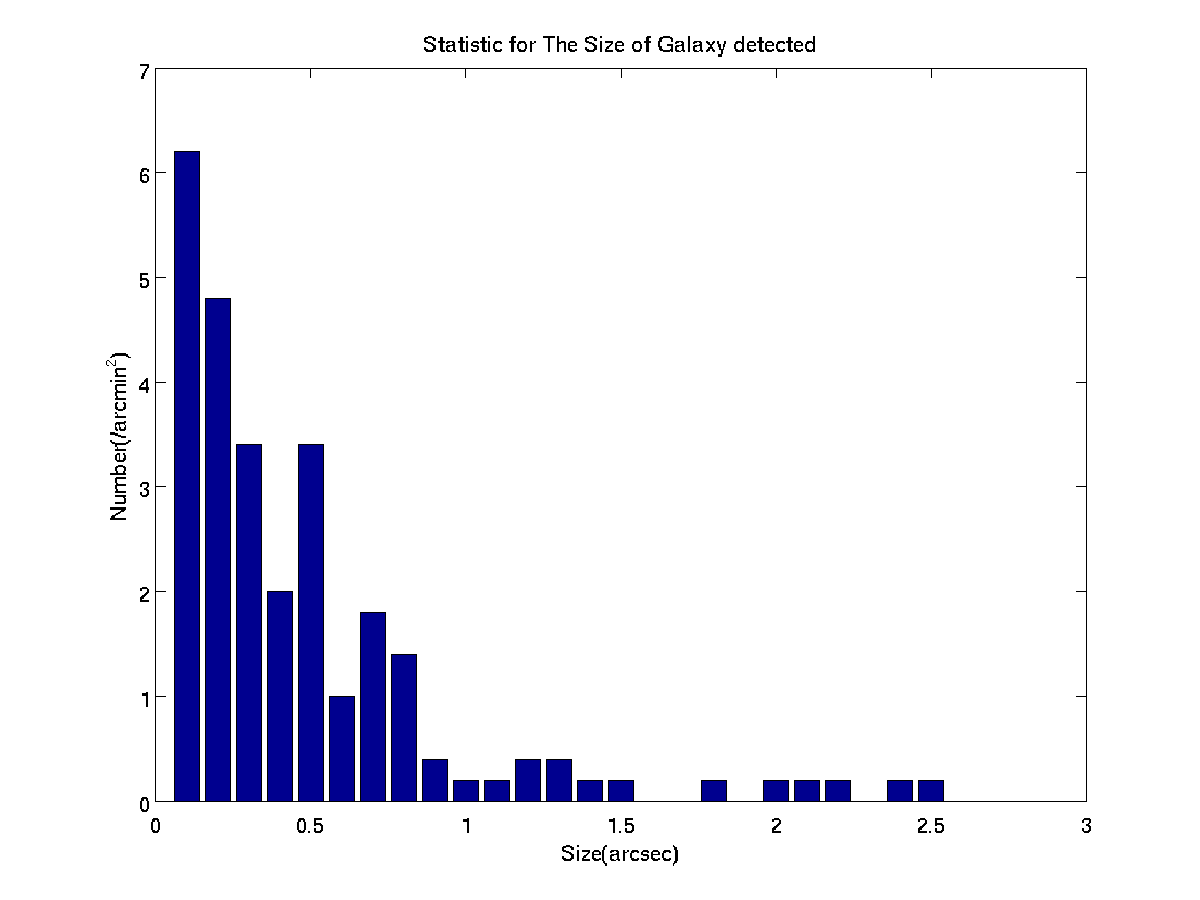 Statistic for The Size of Galaxy detected
7
6
5
4
3
2
1
0
Number(/arcmin²)
0 0.5 1 1.5 2 2.5 3
Size(arcsec)